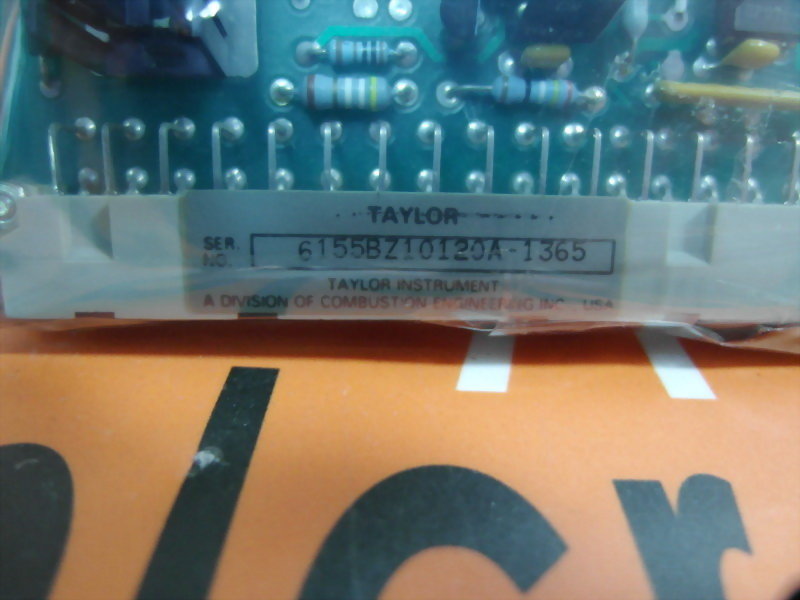 TAYLOR
SER. NO. 6155BZ10120A-1365
TAYLOR INSTRUMENT
A DIVISION OF COMBUSTION ENGINEERING INC., USA